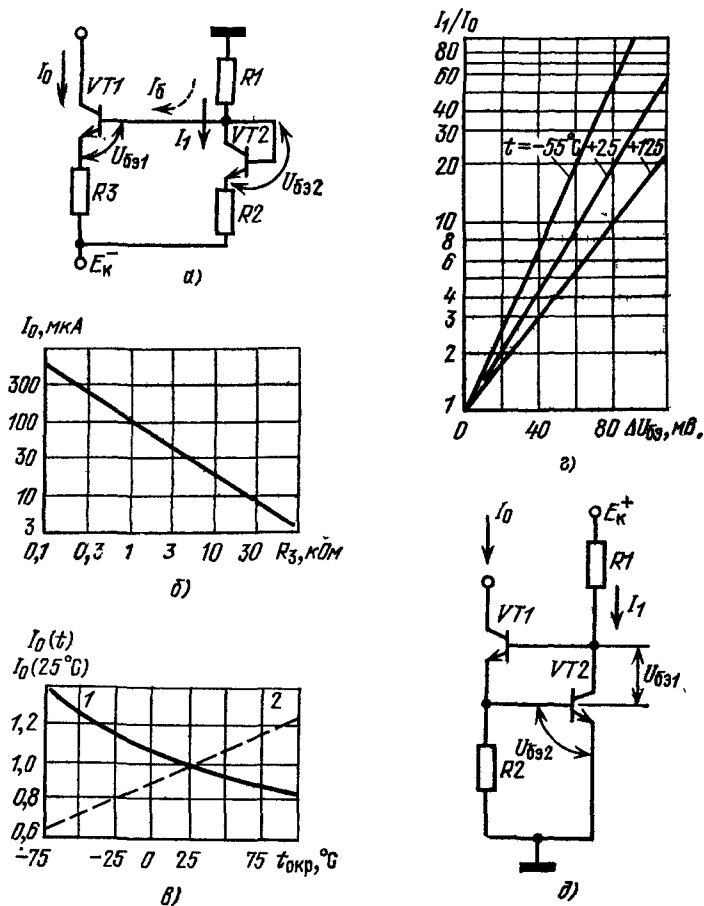 I₀
VT1
Iб
R1
I₁
VT2
Uбэ1
Uбэ2
R3
R2
Eк⁻
а)
I₀, мкА
300
100
30
10
3
0,1 0,3 1 3 10 30 R₃, кОм
б)
I₀(t)
I₀(25°C)
1 2
1,2
1,0
0,8
0,6
-75 -25 0 25 75 tокр, °C
в)
I₁/I₀
80
60
40
30
t=-55°C +25 +125
20
10
8
6
4
3
2
1
0 40 80 ΔUбэ, мв.
г)
I₀
Eк⁺
R1
VT1
I₁
VT2
Uбэ1
Uбэ2
R2
д)